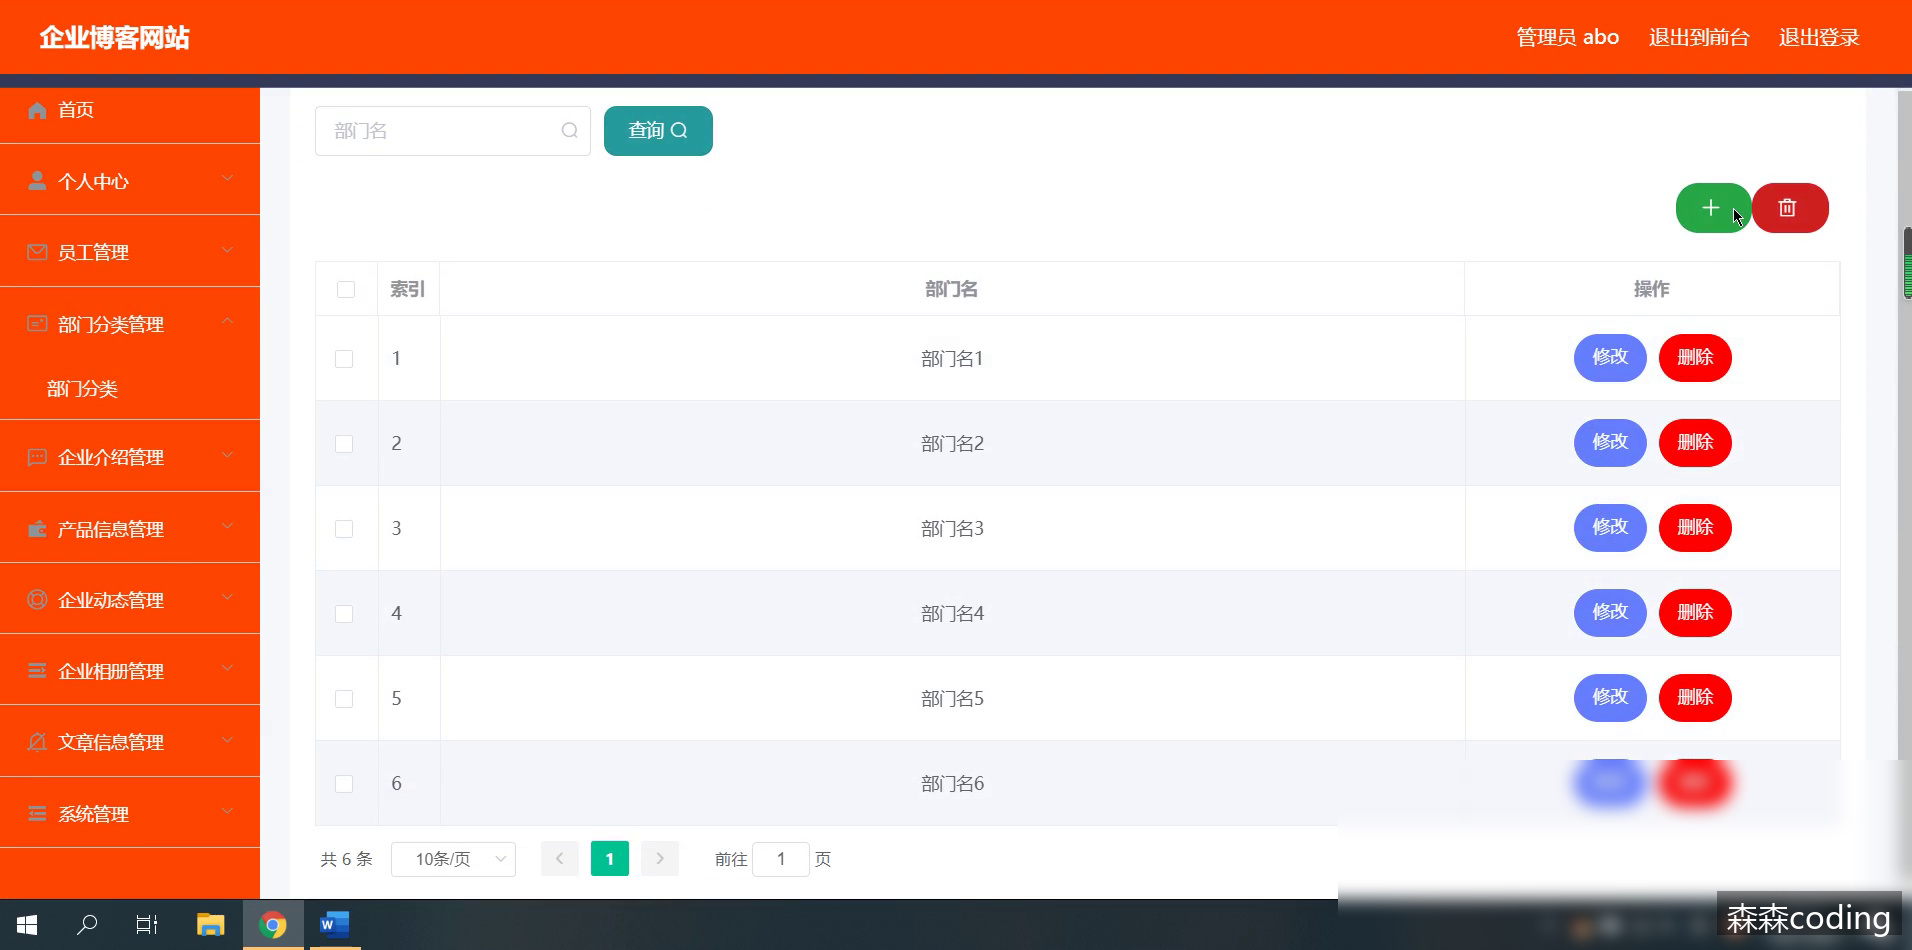 企业博客网站
管理员 abo
退出到前台
退出登录
首页
个人中心
员工管理
部门分类管理
部门分类
企业介绍管理
产品信息管理
企业动态管理
企业相册管理
文章信息管理
系统管理
部门名
查询
索引 部门名 操作
1 部门名1 修改 删除
2 部门名2 修改 删除
3 部门名3 修改 删除
4 部门名4 修改 删除
5 部门名5 修改 删除
6 部门名6
共 6 条 10条/页 1 前往 1 页
W
森森coding